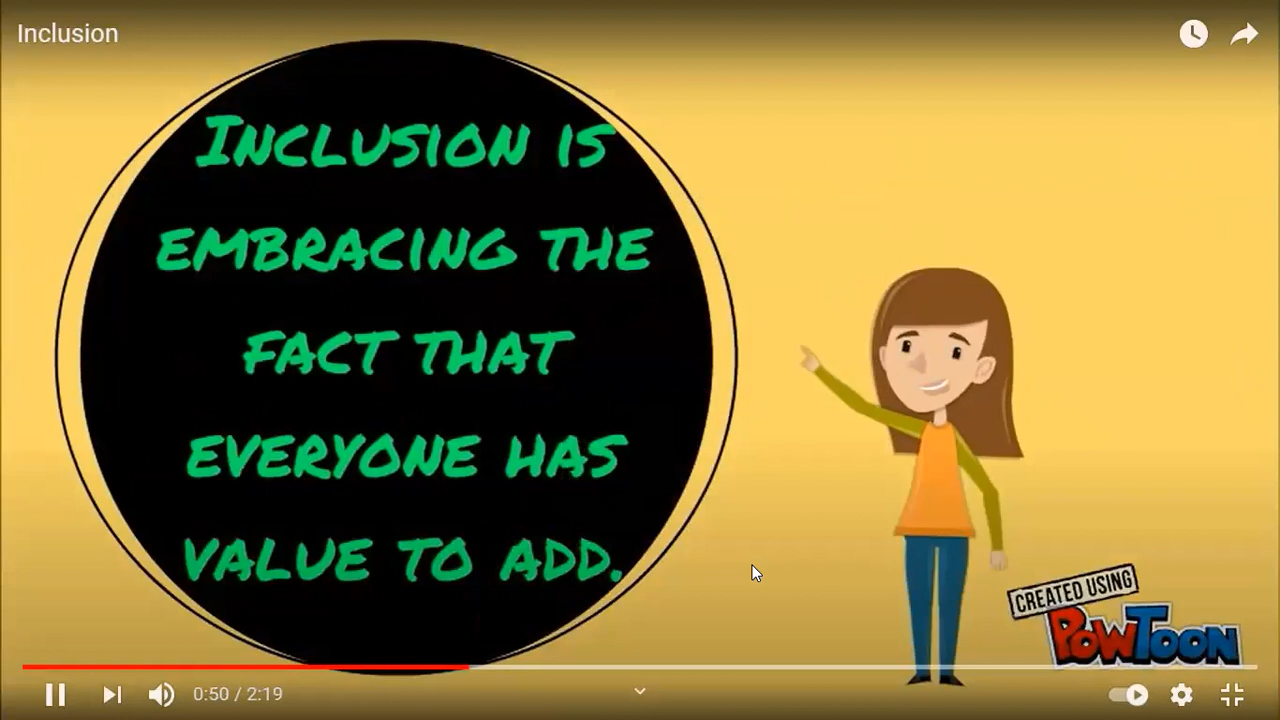 Inclusion
INCLUSION IS
EMBRACING THE
FACT THAT
EVERYONE HAS
VALUE TO ADD.
CREATED USING
POWTOON
0:50 / 2:19